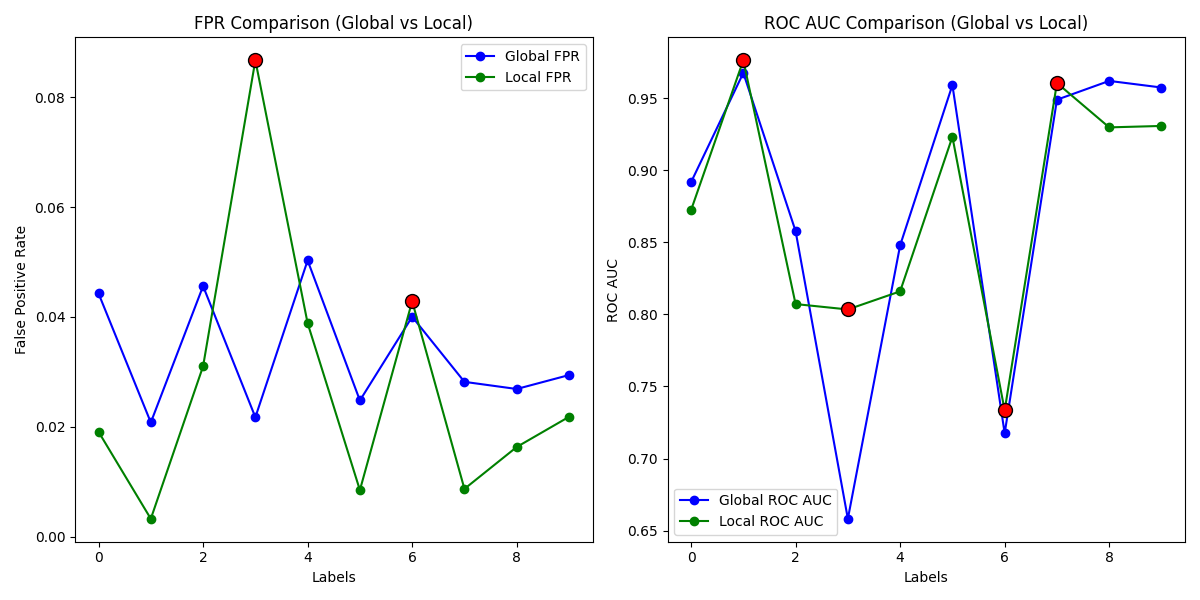 FPR Comparison (Global vs Local)
Global FPR
Local FPR
False Positive Rate
0.08
0.06
0.04
0.02
0.00
0 2 4 6 8
Labels
ROC AUC Comparison (Global vs Local)
ROC AUC
0.95
0.90
0.85
0.80
0.75
0.70
0.65
Global ROC AUC
Local ROC AUC
0 2 4 6 8
Labels